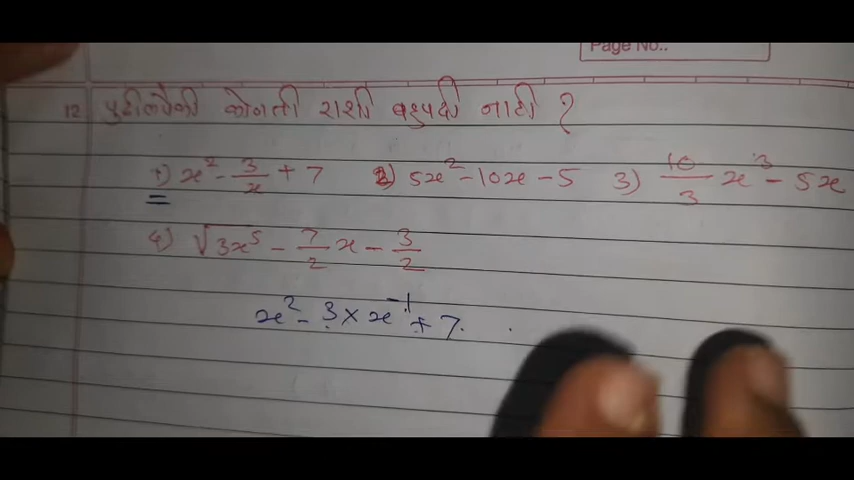 Page No..
12 पुढीलपैकी कोणती राशी बहुपदी नाही ?
1) x² - 3/x + 7 2) 5x² - 10x - 5 3) 10/3 x³ - 5x
4) √3x⁵ - 7/2 x - 3/2
x² - 3 × x⁻¹ + 7.